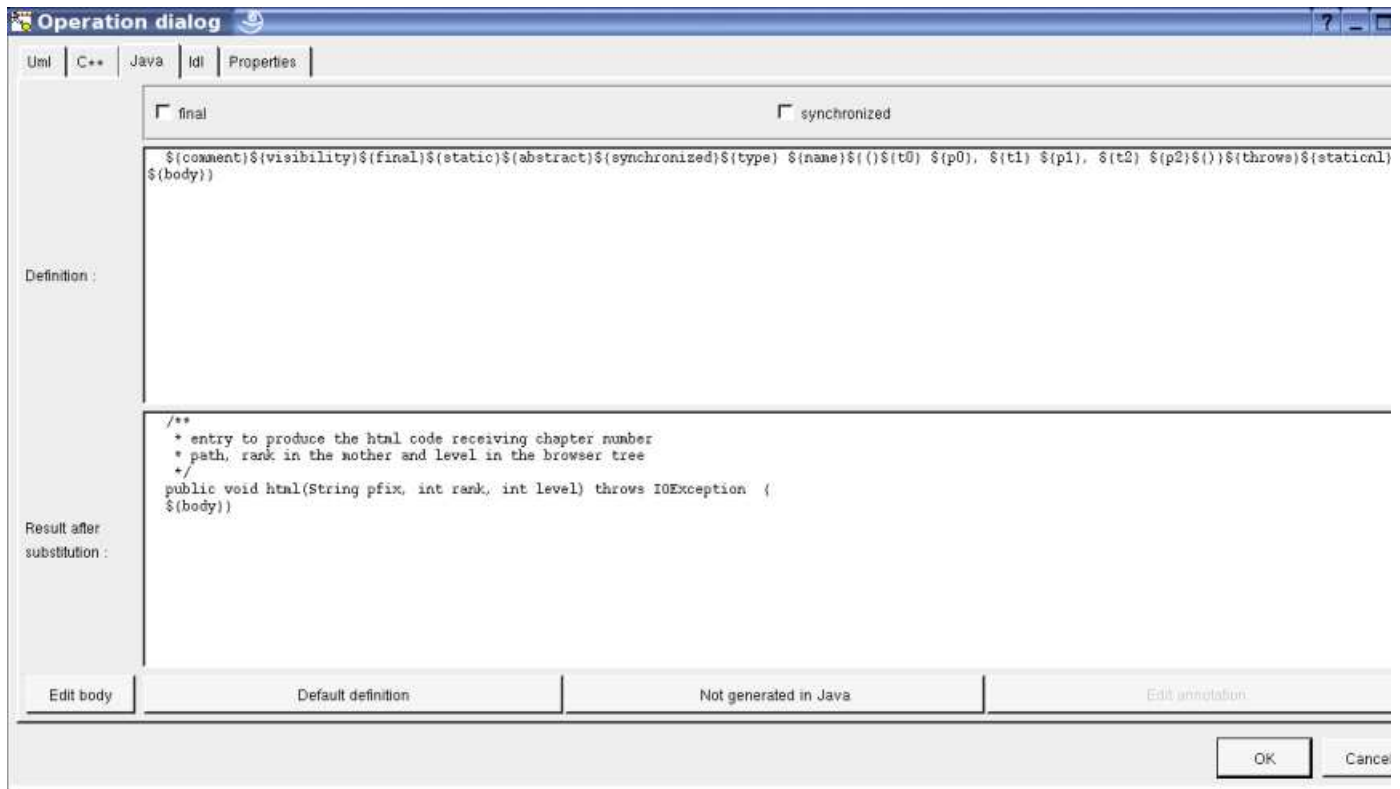 Operation dialog
Uml C++ Java Idl Properties
final synchronized
Definition :
${comment}${visibility}${final}${static}${abstract}${synchronized}${type} ${name}${(}${t0} ${p0}, ${t1} ${p1}, ${t2} ${p2}${)}${throws}${staticnl}
${body}}
Result after
substitution :
/**
* entry to produce the html code receiving chapter number
* path, rank in the mother and level in the browser tree
*/
public void html(String pfix, int rank, int level) throws IOException {
${body}}
Edit body Default definition Not generated in Java Edit annotation
OK Cancel